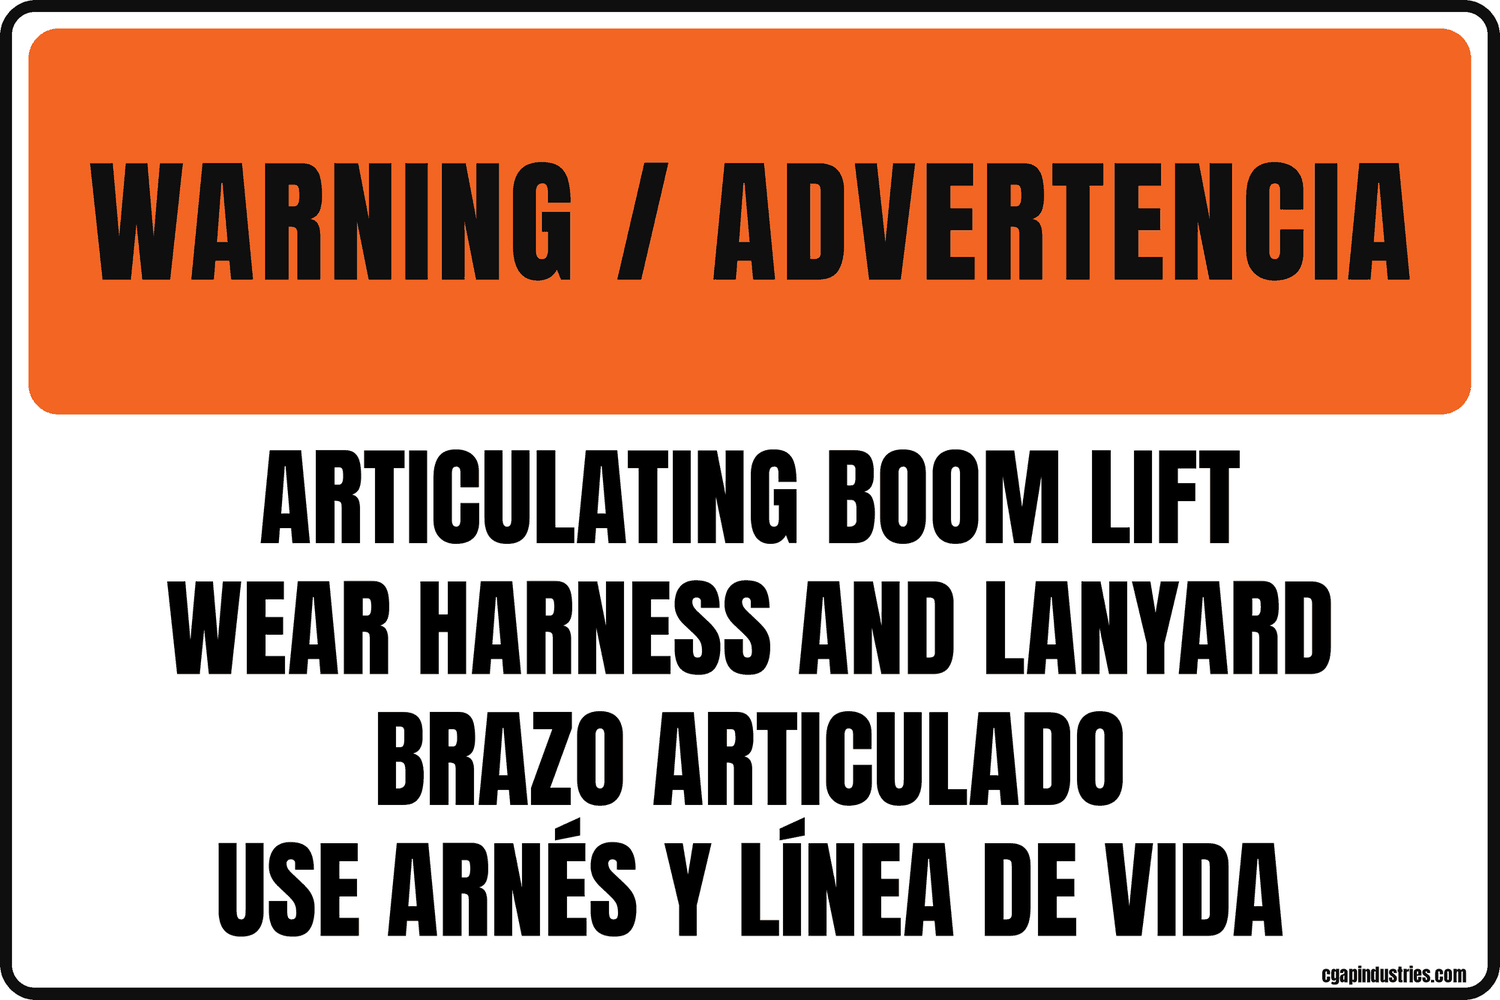 WARNING / ADVERTENCIA
ARTICULATING BOOM LIFT
WEAR HARNESS AND LANYARD
BRAZO ARTICULADO
USE ARNÉS Y LÍNEA DE VIDA
cgapindustries.com